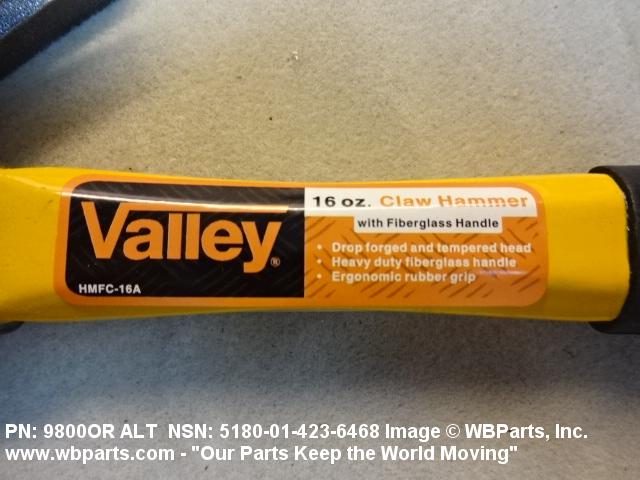 Valley®
HMFC-16A
16 oz. Claw Hammer
with Fiberglass Handle
• Drop forged and tempered head
• Heavy duty fiberglass handle
• Ergonomic rubber grip
PN: 9800OR ALT NSN: 5180-01-423-6468 Image © WBParts, Inc.
www.wbparts.com - "Our Parts Keep the World Moving"